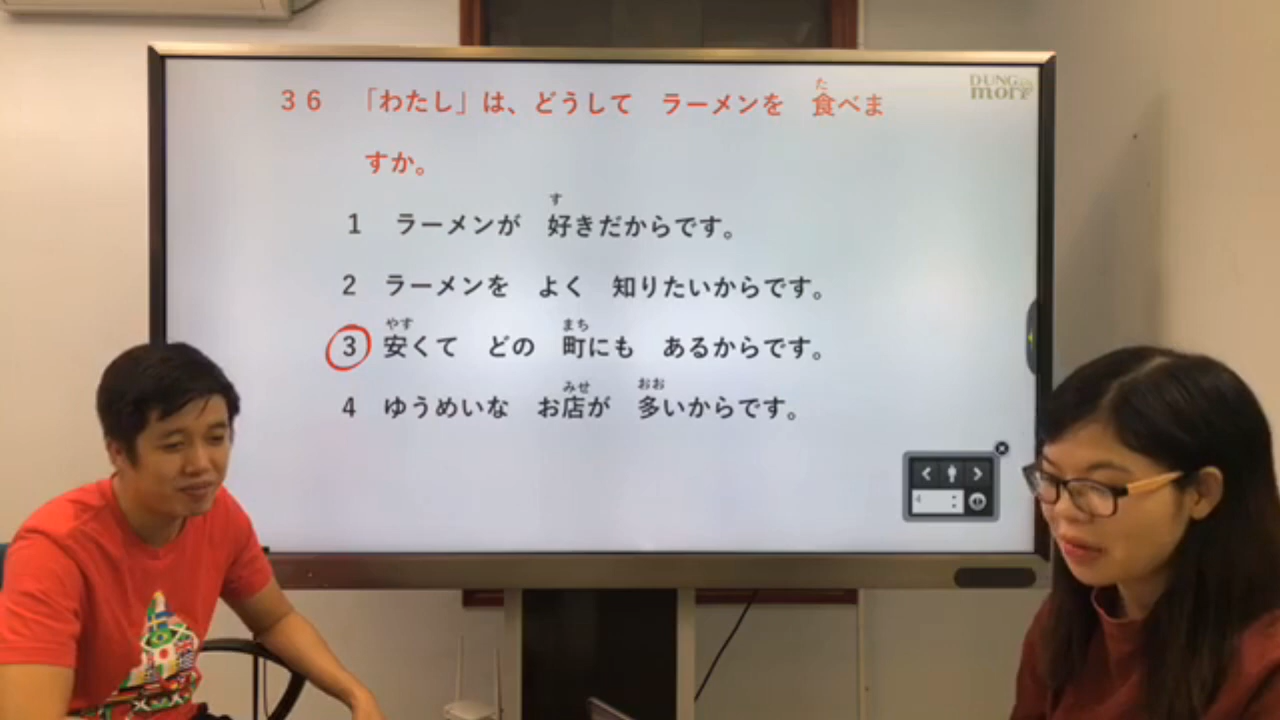 DUNG
mori
36 「わたし」は、どうして ラーメンを 食べま
すか。
1 ラーメンが 好きだからです。
2 ラーメンを よく 知りたいからです。
3 安くて どの 町にも あるからです。
4 ゆうめいな お店が 多いからです。
4